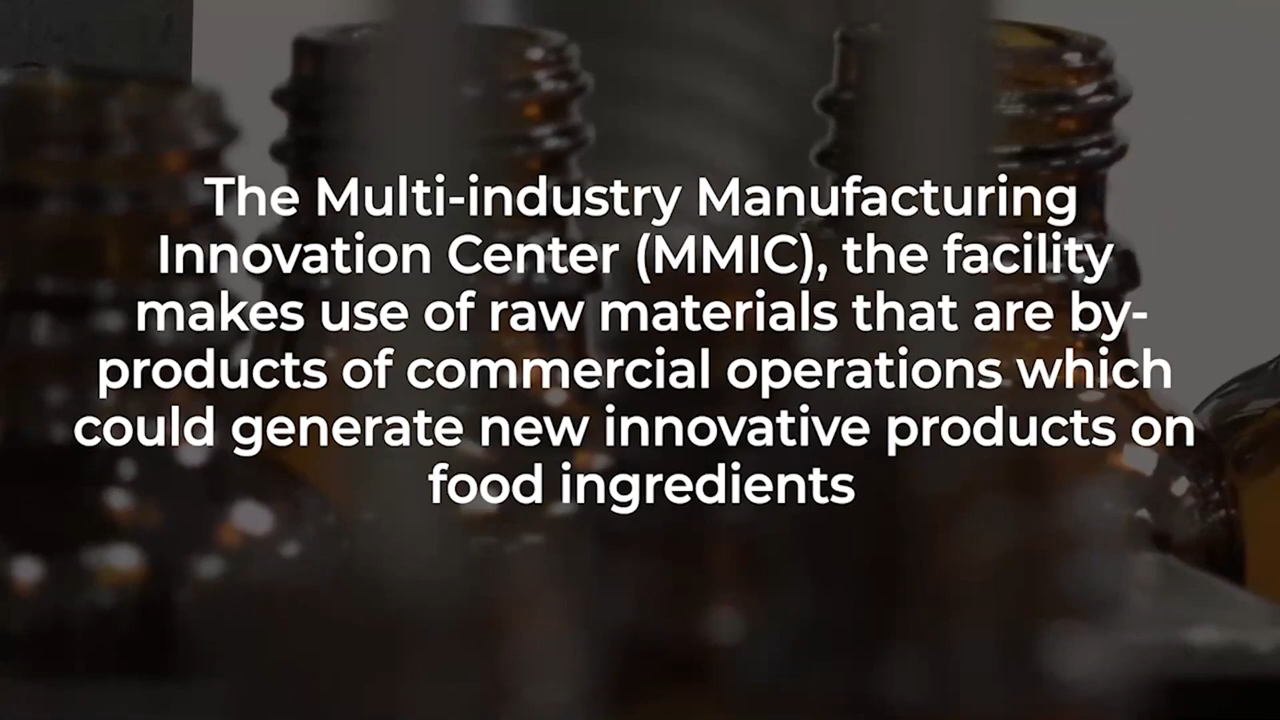 The Multi-industry Manufacturing
Innovation Center (MMIC), the facility
makes use of raw materials that are by-
products of commercial operations which
could generate new innovative products on
food ingredients